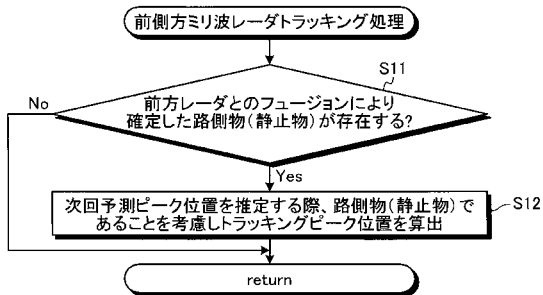 前側方ミリ波レーダトラッキング処理
S11
No
前方レーダとのフュージョンにより
確定した路側物(静止物)が存在する?
Yes
次回予測ピーク位置を推定する際、路側物(静止物)で
あることを考慮しトラッキングピーク位置を算出
S12
return